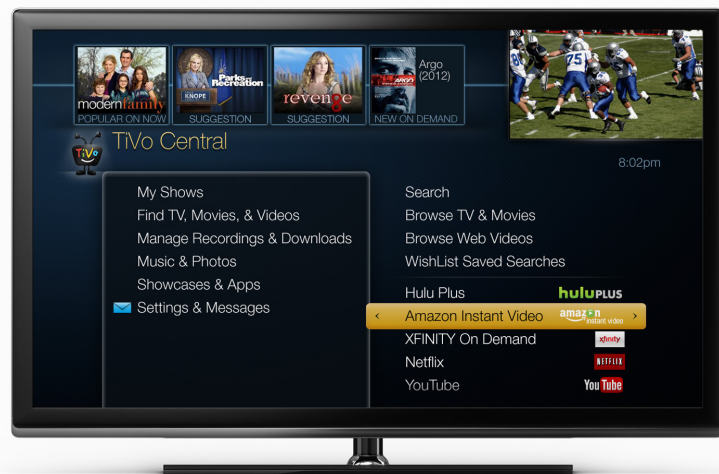 modern family
POPULAR ON NOW
Parks and Recreation
KNOPE
SUGGESTION
revenge
SUGGESTION
ARGO
Argo
(2012)
NEW ON DEMAND
TiVo
TiVo Central
8:02pm
My Shows
Find TV, Movies, & Videos
Manage Recordings & Downloads
Music & Photos
Showcases & Apps
Settings & Messages
Search
Browse TV & Movies
Browse Web Videos
WishList Saved Searches
Hulu Plus
huluPLUS
Amazon Instant Video
amazon
instant video
XFINITY On Demand
xfinity
Netflix
NETFLIX
YouTube
YouTube
75